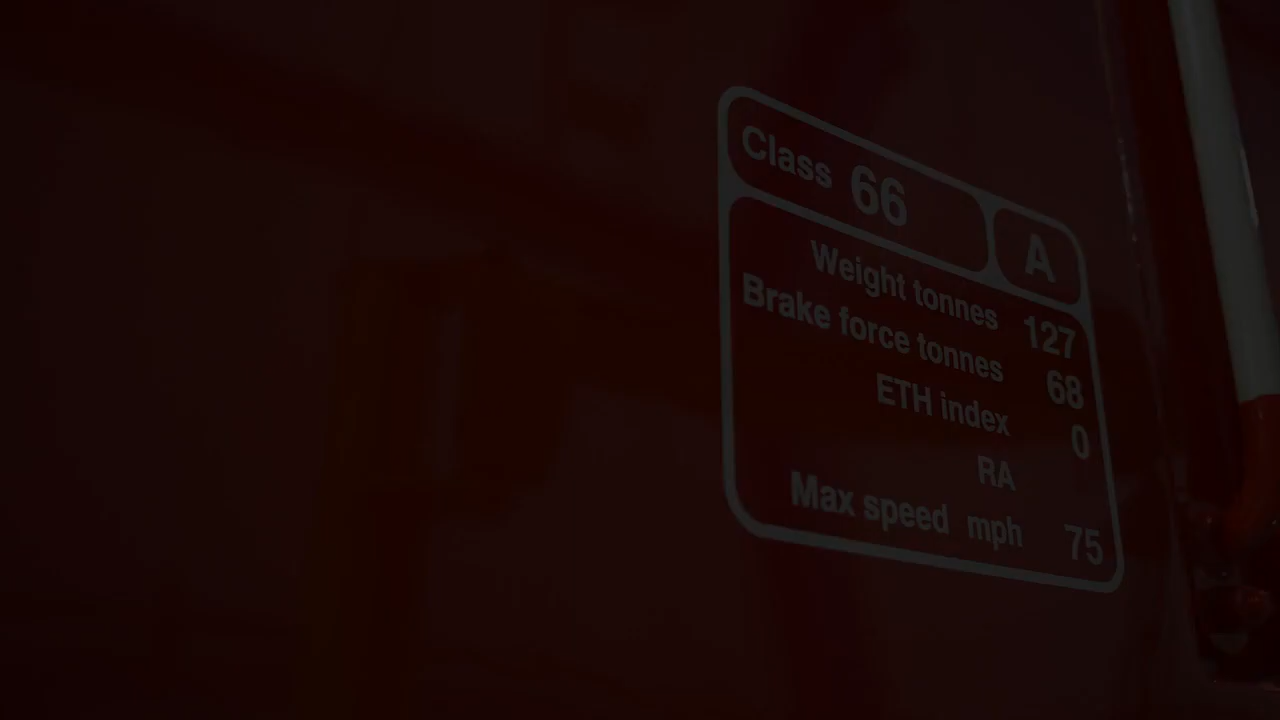 Class 66 A
Weight tonnes 127
Brake force tonnes 68
ETH index 0
RA
Max speed mph 75